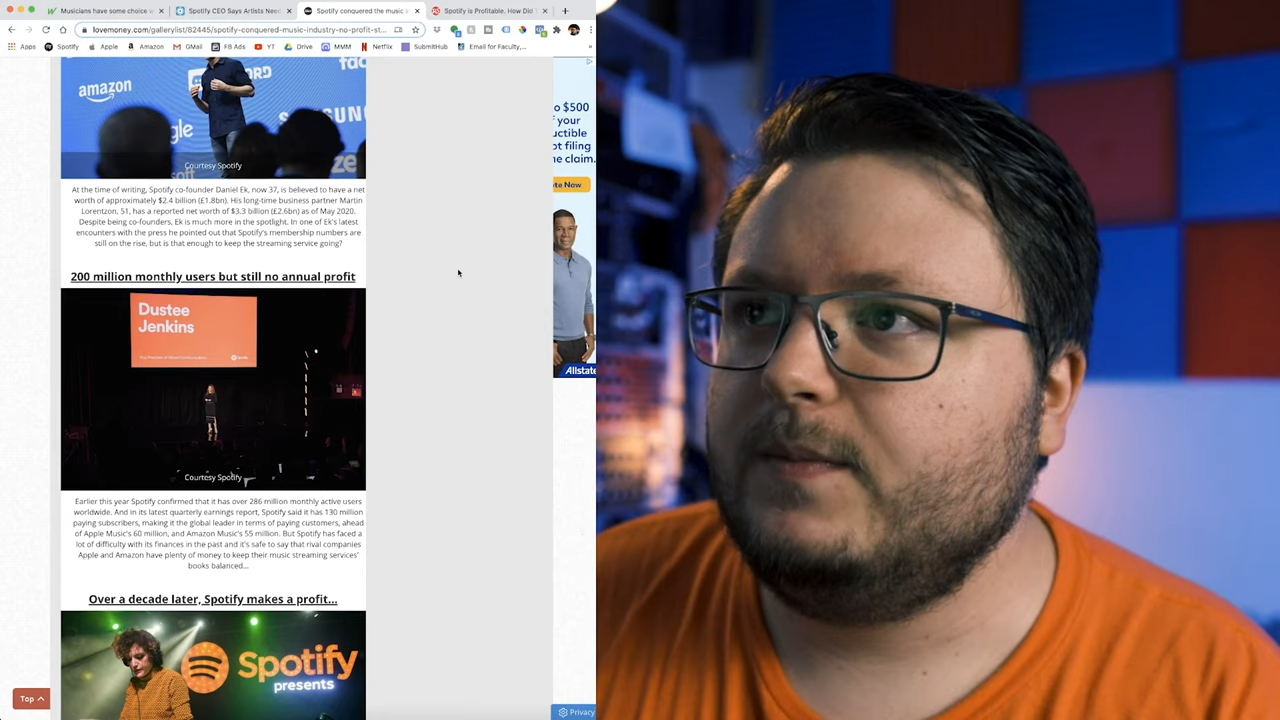 Musicians have some choice w
Spotify CEO Says Artists Need
Spotify conquered the music i
Spotify is Profitable. How Did T
lovemoney.com/gallerylist/82445/spotify-conquered-music-industry-no-profit-st...
Apps
Spotify
Apple
Amazon
GMail
FB Ads
YT
Drive
MMM
Netflix
SubmitHub
Email for Faculty,...
amazon
ORD
fac
gle
SUNG
soft
ze
Courtesy Spotify
At the time of writing, Spotify co-founder Daniel Ek, now 37, is believed to have a net
worth of approximately $2.4 billion (£1.8bn). His long-time business partner Martin
Lorentzon, 51, has a reported net worth of $3.3 billion (£2.6bn) as of May 2020.
Despite being co-founders, Ek is much more in the spotlight. In one of Ek's latest
encounters with the press he pointed out that Spotify's membership numbers are
still on the rise, but is that enough to keep the streaming service going?
200 million monthly users but still no annual profit
Dustee
Jenkins
Courtesy Spotify
Earlier this year Spotify confirmed that it has over 286 million monthly active users
worldwide. And in its latest quarterly earnings report, Spotify said it has 130 million
paying subscribers, making it the global leader in terms of paying customers, ahead
of Apple Music's 60 million, and Amazon Music's 55 million. But Spotify has faced a
lot of difficulty with its finances in the past and it's safe to say that rival companies
Apple and Amazon have plenty of money to keep their music streaming services'
books balanced...
Over a decade later, Spotify makes a profit...
Spotify
presents
Top
o $500
f your
uctible
ot filing
ne claim.
te Now
Allstate
Privacy